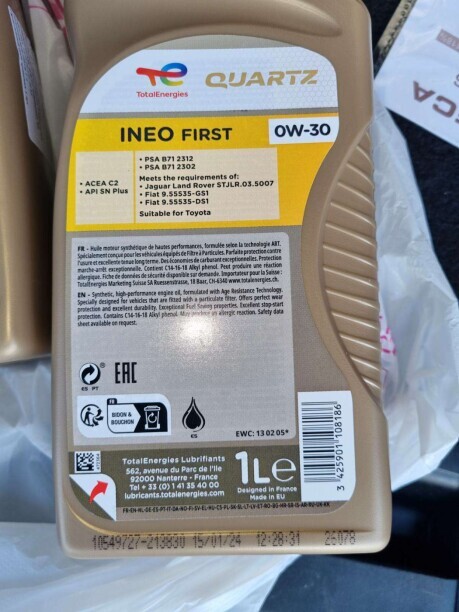 TotalEnergies
QUARTZ
INEO FIRST
0W-30
• ACEA C2
• API SN Plus
• PSA B71 2312
• PSA B71 2302
Meets the requirements of:
• Jaguar Land Rover STJLR.03.5007
• Fiat 9.55535-GS1
• Fiat 9.55535-DS1
Suitable for Toyota
FR - Huile moteur synthétique de hautes performances, formulée selon la technologie ART.
Spécialement conçue pour les véhicules équipés de Filtre à Particules. Parfaite protection contre
l'usure et excellente tenue long terme. Des économies de carburant exceptionnelles. Protection
marche-arrêt exceptionnelle. Contient C14-16-18 Alkyl phenol. Peut produire une réaction
allergique. Fiche de données de sécurité disponible sur demande. Importateur pour la Suisse :
TotalEnergies Marketing Suisse SA Ruessenstrasse, 18 Baar, CH-6340 www.totalenergies.ch.
EN - Synthetic, high-performance engine oil, formulated with Age Resistance Technology.
Specially designed for vehicles that are fitted with a particulate filter. Offers perfect wear
protection and excellent durability. Exceptional Fuel Saving properties. Excellent stop-start
protection. Contains C14-16-18 Alkyl phenol. May produce an allergic reaction. Safety data
sheet available on request.
ES PT
EAC
FR
BIDON &
BOUCHON
ES
EWC: 13 02 05*
TotalEnergies Lubrifiants
562, avenue du Parc de l'Ile
92000 Nanterre - France
Tel + 33 (0) 1 41 35 40 00
lubricants.totalenergies.com
1L e
Designed in France
Made in EU
3 425901 108186
10549727-213830 15/01/24 12:28:31 26078